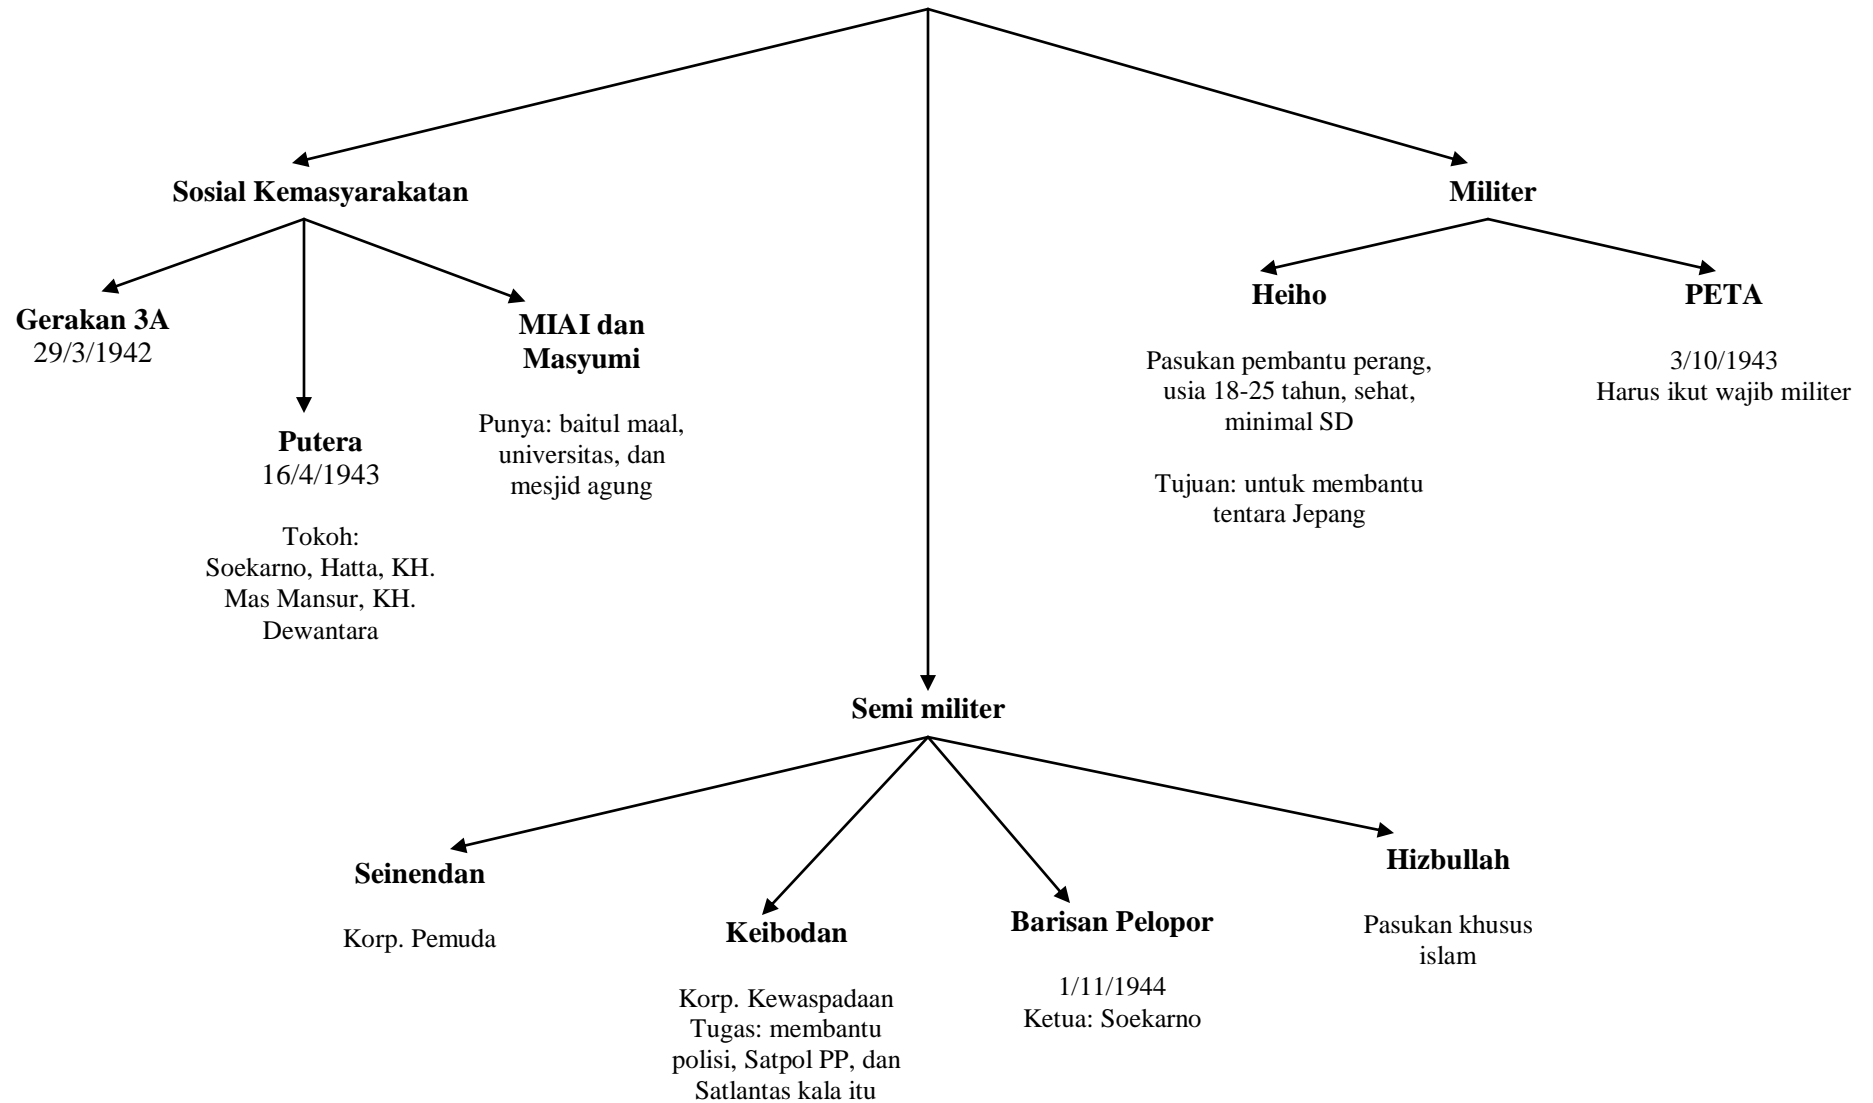 Sosial Kemasyarakatan
Militer
Gerakan 3A
29/3/1942
Putera
16/4/1943
Tokoh:
Soekarno, Hatta, KH.
Mas Mansur, KH.
Dewantara
MIAI dan
Masyumi
Punya: baitul maal,
universitas, dan
mesjid agung
Heiho
Pasukan pembantu perang,
usia 18-25 tahun, sehat,
minimal SD
Tujuan: untuk membantu
tentara Jepang
PETA
3/10/1943
Harus ikut wajib militer
Semi militer
Seinendan
Korp. Pemuda
Keibodan
Korp. Kewaspadaan
Tugas: membantu
polisi, Satpol PP, dan
Satlantas kala itu
Barisan Pelopor
1/11/1944
Ketua: Soekarno
Hizbullah
Pasukan khusus
islam